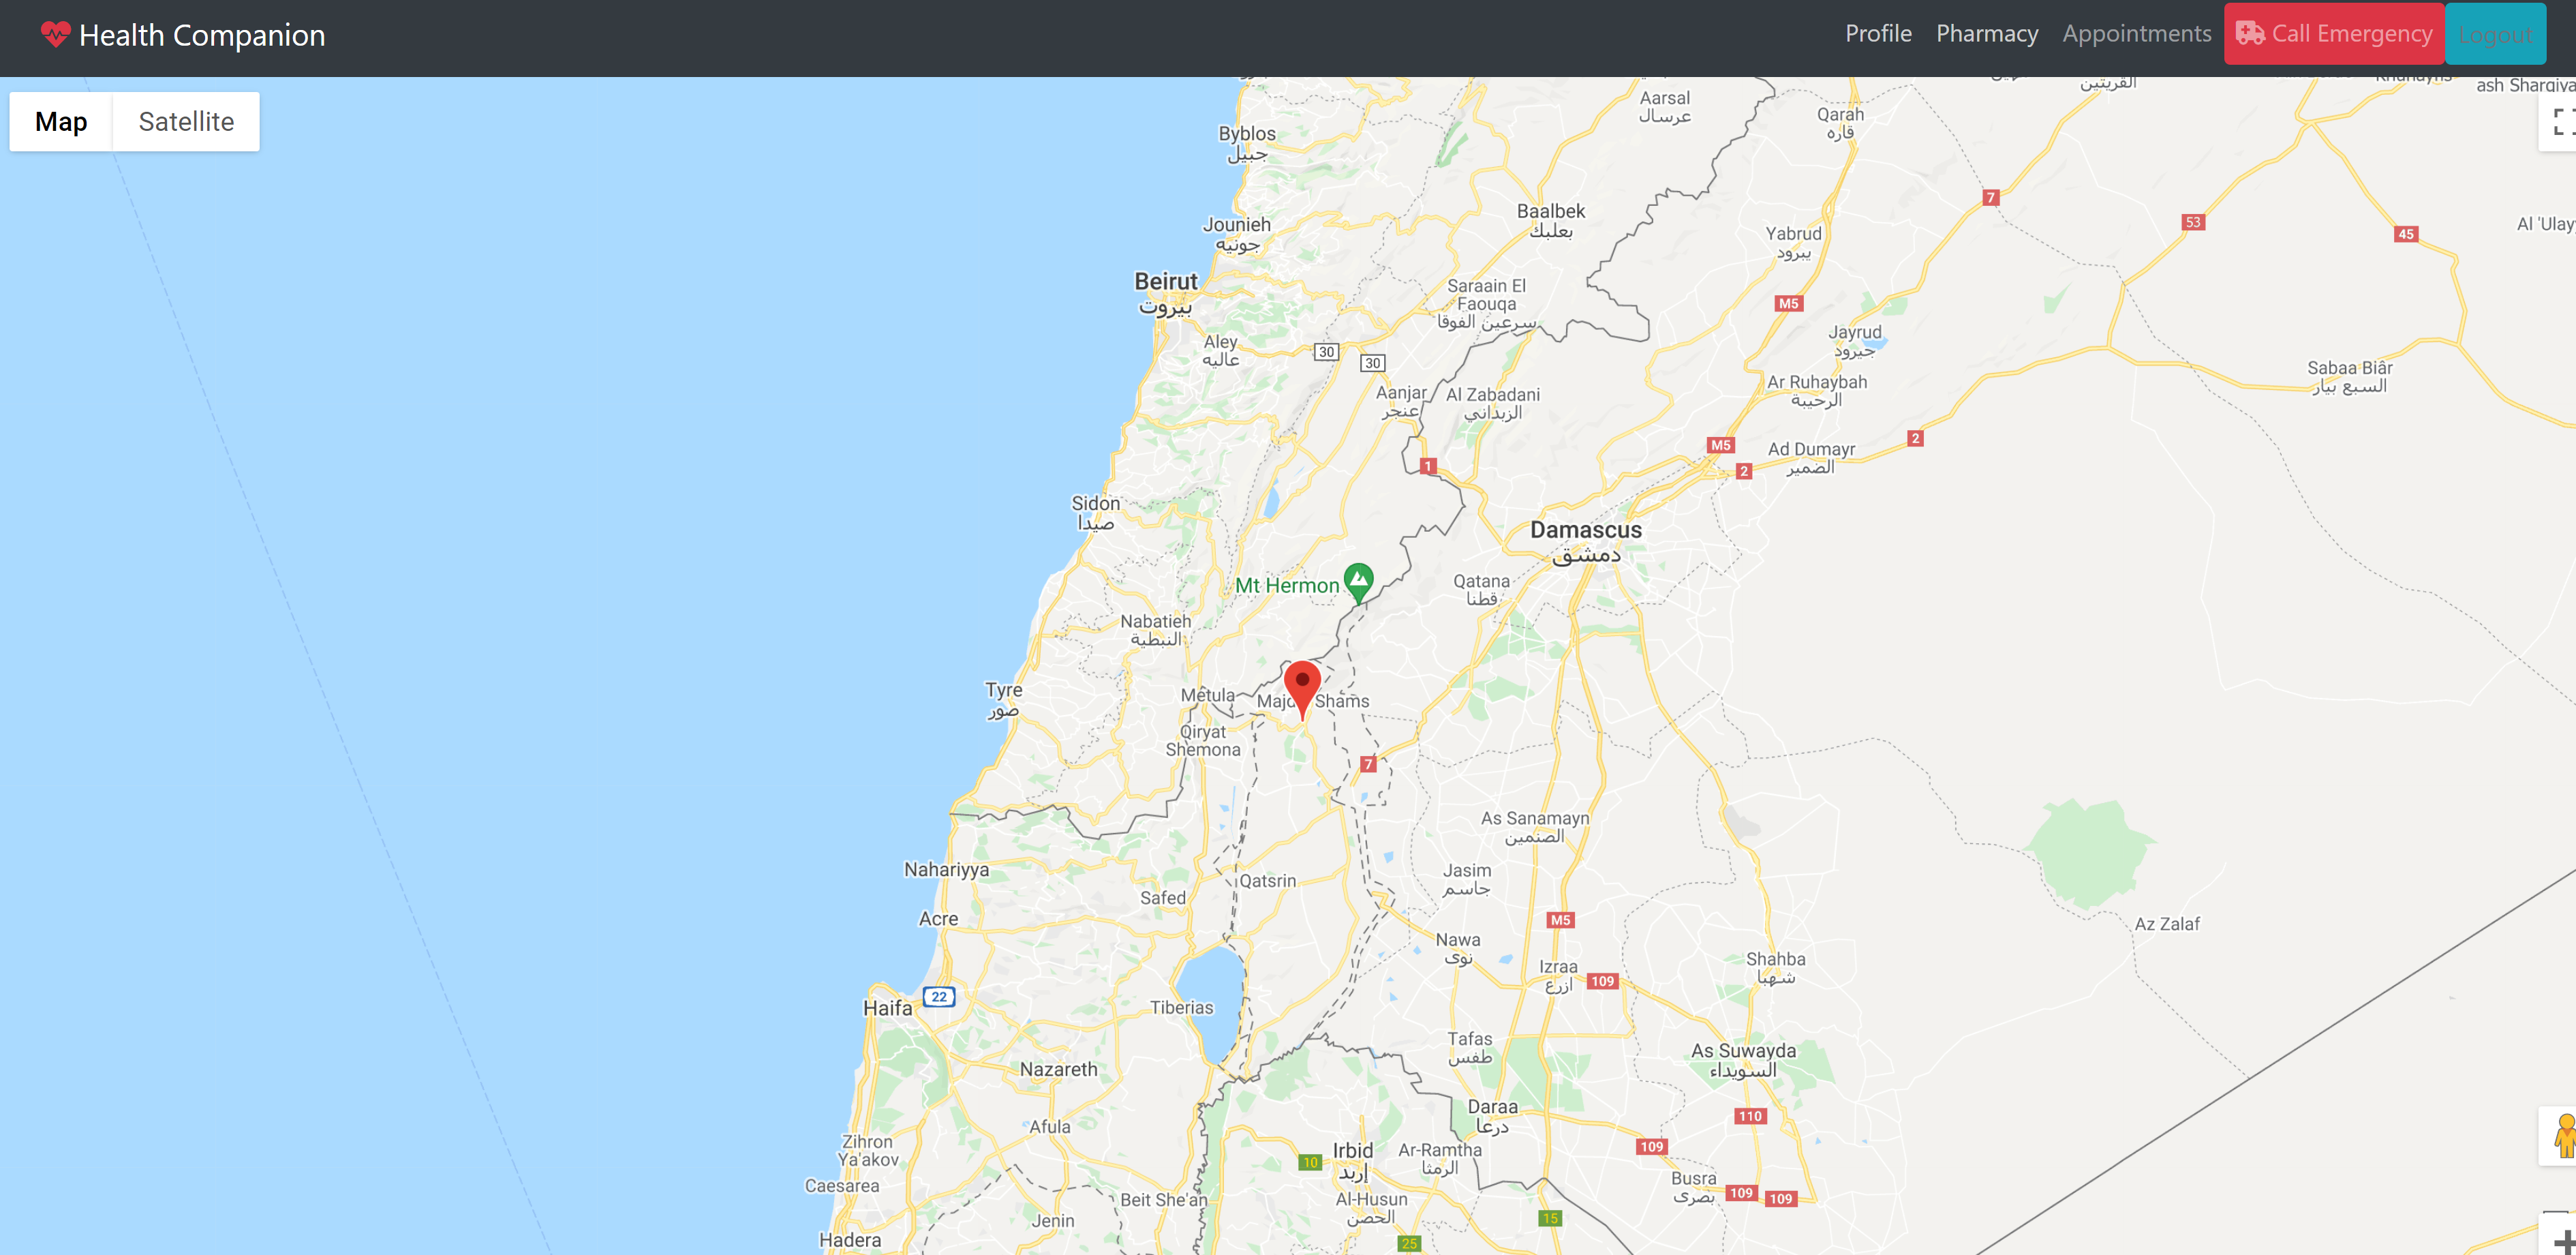 Health Companion
Profile
Pharmacy
Appointments
Call Emergency
Logout
Map
Satellite
Aarsal
عرسال
Qarah
قاره
القريتين
ash Sharqiya
Byblos
جبيل
Jounieh
جونيه
Baalbek
بعلبك
Yabrud
يبرود
7
53
45
Al 'Ulay
Beirut
بيروت
Saraain El
Faouqa
سرعين الفوقا
M5
Aley
عاليه
30
30
Jayrud
جيرود
Aanjar
عنجر
Al Zabadani
الزبداني
Ar Ruhaybah
الرحيبة
Sabaa Biâr
السبع بيار
M5
2
2
Ad Dumayr
الضمير
1
Sidon
صيدا
Damascus
دمشق
Mt Hermon
Qatana
قطنا
Nabatieh
النبطية
Tyre
صور
Metula
Shams
Qiryat
Shemona
7
As Sanamayn
الصنمين
Nahariyya
Qatsrin
Jasim
جاسم
Safed
Acre
M5
Az Zalaf
Nawa
نوى
Izraa
ازرع
109
Shahba
شهبا
22
Haifa
Tiberias
Tafas
طفس
As Suwayda
السويداء
Nazareth
Daraa
درعا
110
Afula
Zihron
Ya'akov
10
Irbid
إربد
Ar-Ramtha
الرمثا
109
Caesarea
Beit She'an
Al-Husun
الحصن
Busra
بصرى
109
109
Jenin
15
Hadera
25